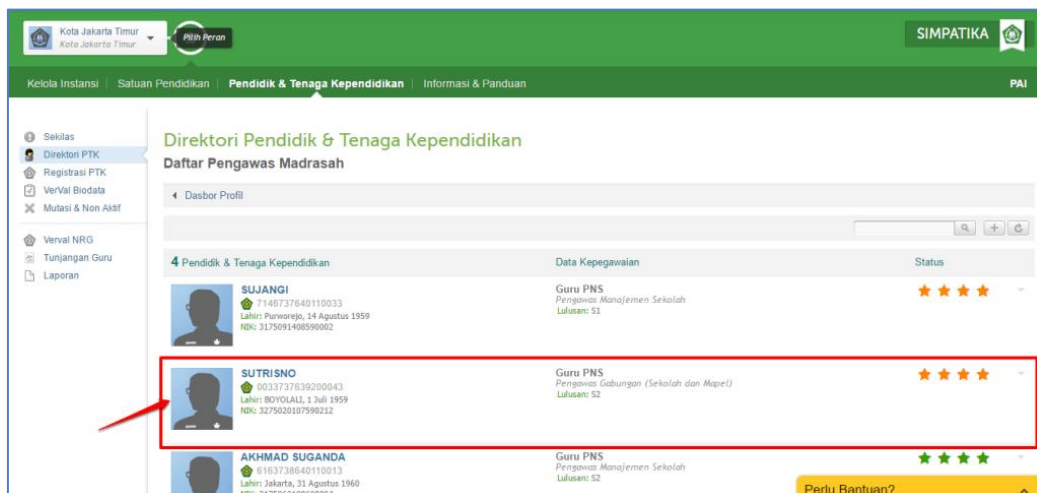 Kota Jakarta Timur
Kota Jakarta Timur
Pilih Peran
SIMPATIKA
Kelola Instansi | Satuan Pendidikan | Pendidik & Tenaga Kependidikan | Informasi & Panduan
PAI
Sekilas
Direktori PTK
Registrasi PTK
VerVal Biodata
Mutasi & Non Aktif
Verval NRG
Tunjangan Guru
Laporan
Direktori Pendidik & Tenaga Kependidikan
Daftar Pengawas Madrasah
Dasbor Profil
4 Pendidik & Tenaga Kependidikan Data Kepegawaian Status
SUJANGI
7146737640110033
Lahir: Purworejo, 14 Agustus 1959
NIK: 3175091408590002
Guru PNS
Pengawas Manajemen Sekolah
Lulusan: S1
SUTRISNO
0033737639200043
Lahir: BOYOLALI, 1 Juli 1959
NIK: 3275020107590212
Guru PNS
Pengawas Gabungan (Sekolah dan Mapel)
Lulusan: S2
AKHMAD SUGANDA
6163738640110013
Lahir: Jakarta, 31 Agustus 1960
Guru PNS
Pengawas Manajemen Sekolah
Lulusan: S2
Perlu Bantuan?